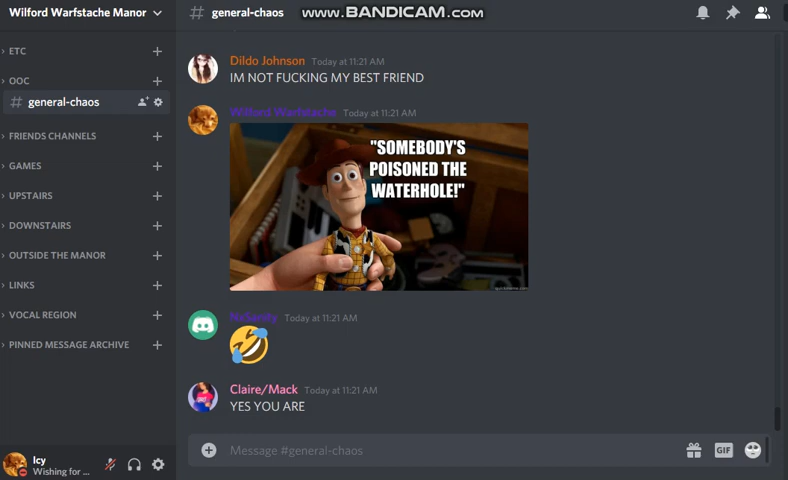 Wilford Warfstache Manor
# general-chaos
www.BANDICAM.com
ETC
OOC
# general-chaos
FRIENDS CHANNELS
GAMES
UPSTAIRS
DOWNSTAIRS
OUTSIDE THE MANOR
LINKS
VOCAL REGION
PINNED MESSAGE ARCHIVE
Icy
Wishing for ...
Dildo Johnson Today at 11:21 AM
IM NOT FUCKING MY BEST FRIEND
Wilford Warfstache Today at 11:21 AM
"SOMEBODY'S
POISONED THE
WATERHOLE!"
Today at 11:21 AM
Claire/Mack Today at 11:21 AM
YES YOU ARE
Message #general-chaos
GIF